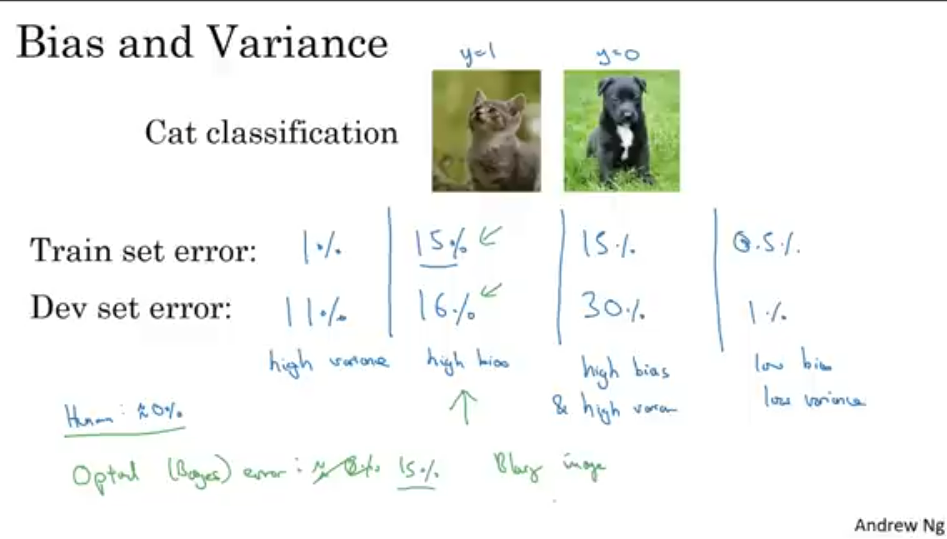 Bias and Variance
y=1 y=0
Cat classification
Train set error: 1% 15% 15% 0.5%
Dev set error: 11% 16% 30% 1%
high variance high bias high bias low bias
& high varian low variance
Human: ≈0%
Optimal (Bayes) error: ≈0% 15% Blurry images
Andrew Ng